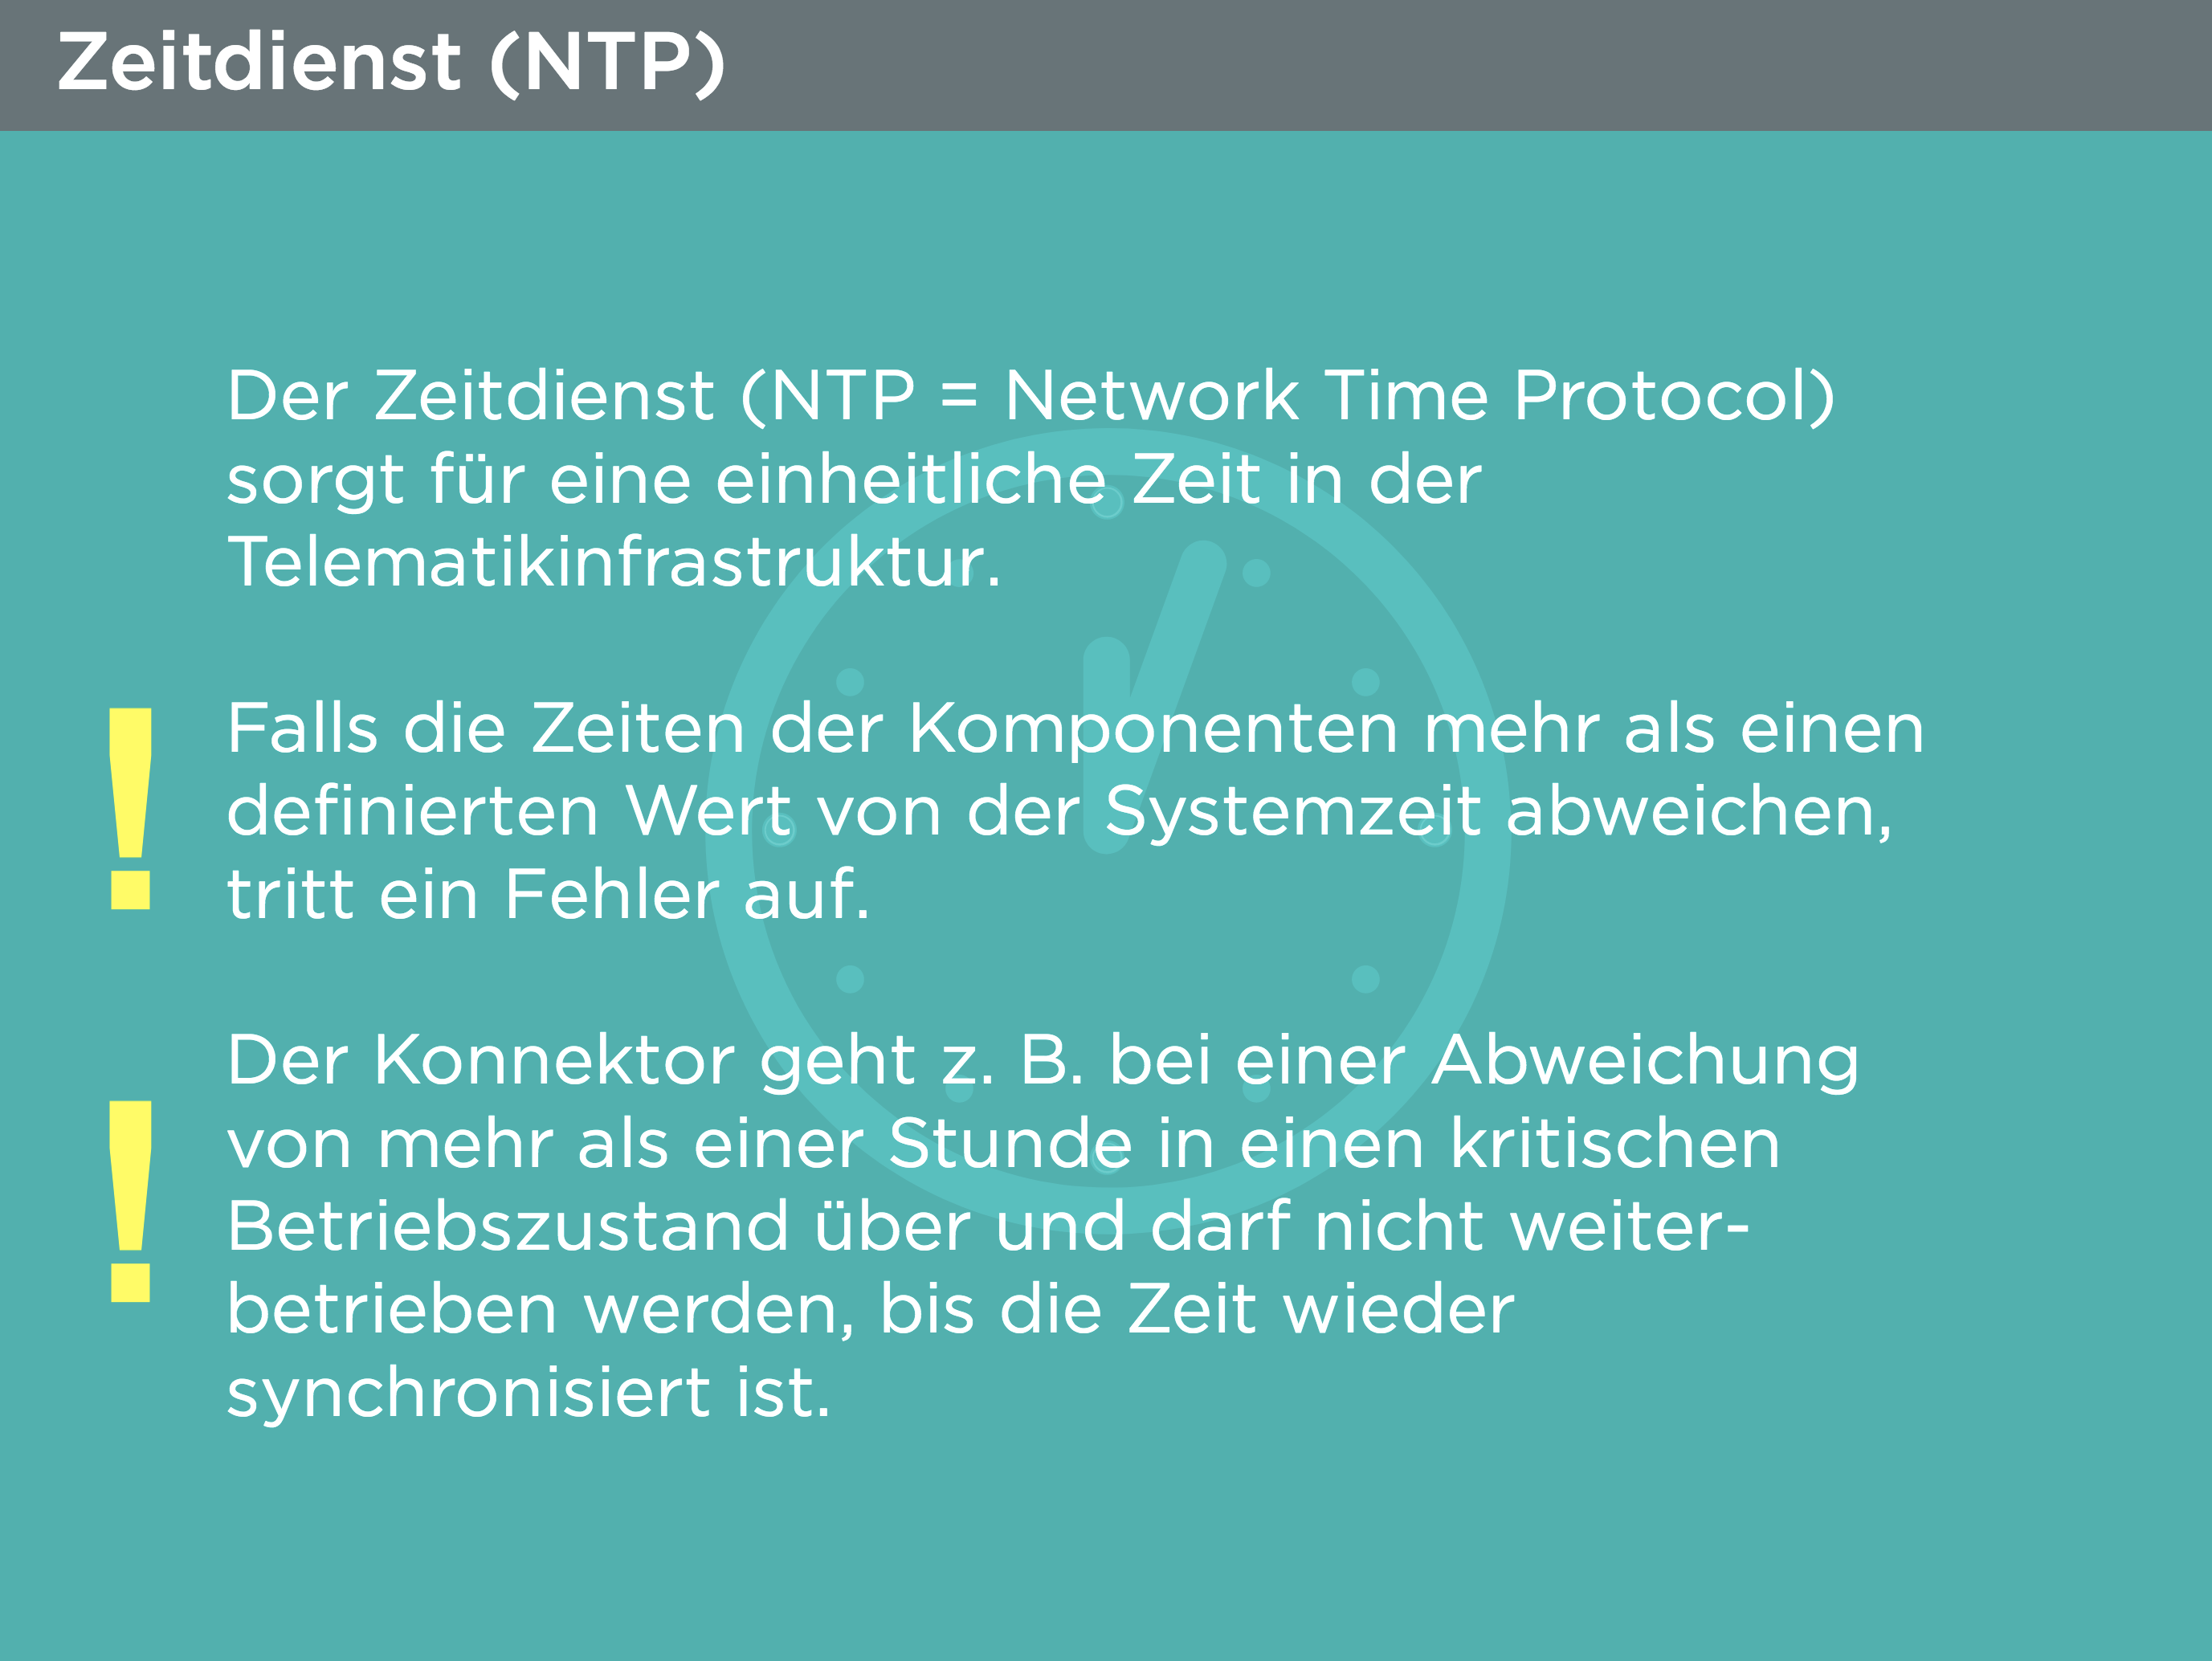 Zeitdienst (NTP)
Der Zeitdienst (NTP = Network Time Protocol)
sorgt für eine einheitliche Zeit in der
Telematikinfrastruktur.
! Falls die Zeiten der Komponenten mehr als einen
definierten Wert von der Systemzeit abweichen,
tritt ein Fehler auf.
! Der Konnektor geht z. B. bei einer Abweichung
von mehr als einer Stunde in einen kritischen
Betriebszustand über und darf nicht weiter-
betrieben werden, bis die Zeit wieder
synchronisiert ist.